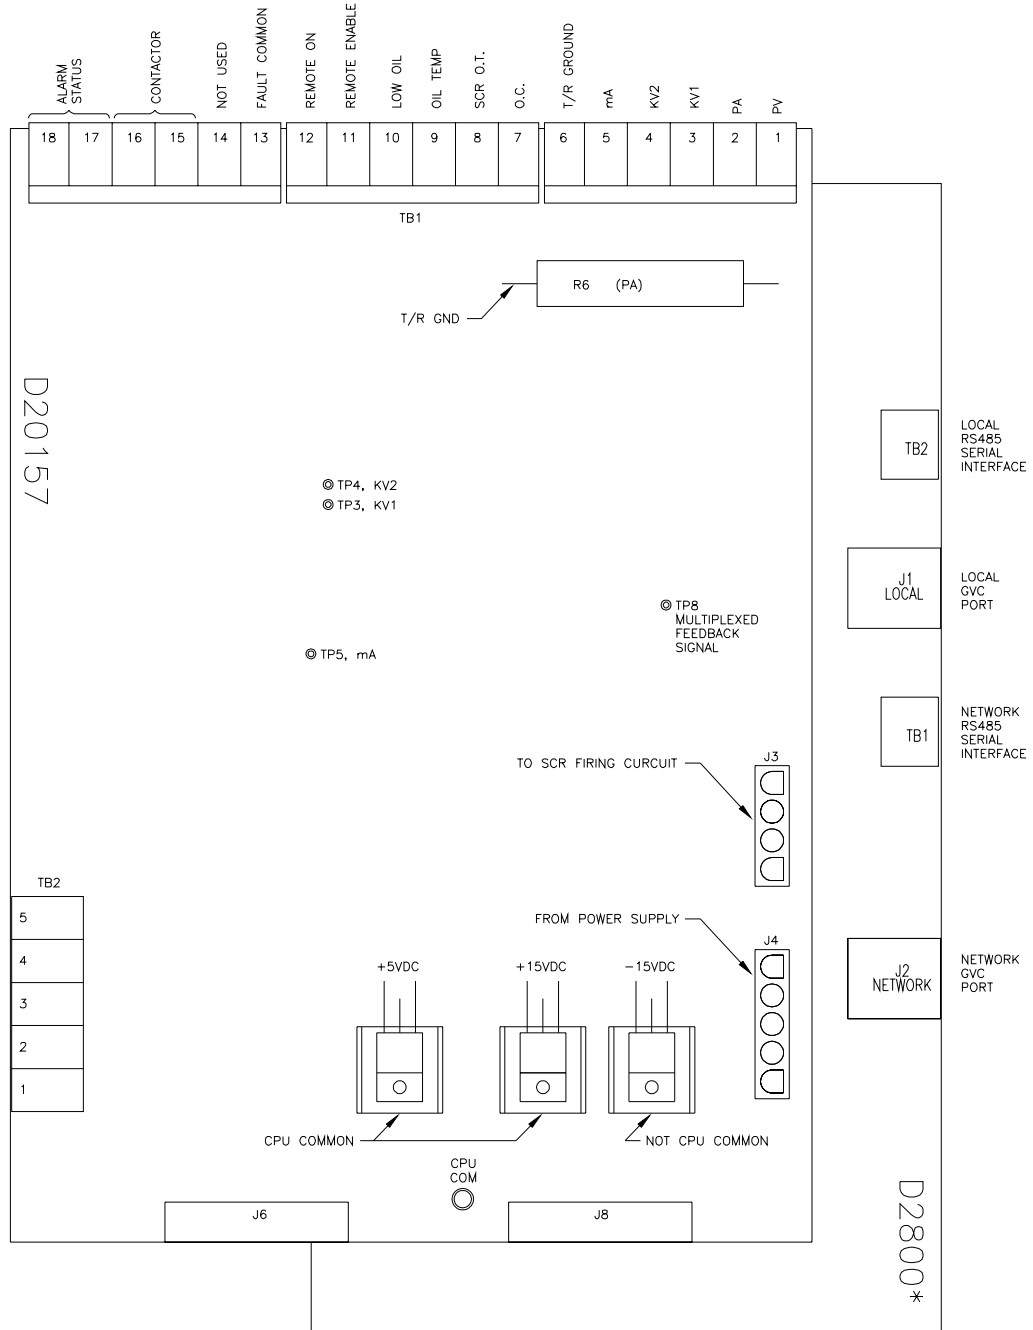 ALARM
STATUS
CONTACTOR
NOT USED
FAULT COMMON
REMOTE ON
REMOTE ENABLE
LOW OIL
OIL TEMP
SCR O.T.
O.C.
T/R GROUND
mA
KV2
KV1
PA
PV
18 17 16 15 14 13 12 11 10 9 8 7 6 5 4 3 2 1
TB1
R6 (PA)
T/R GND
D20157
TP4, KV2
TP3, KV1
TP8
MULTIPLEXED
FEEDBACK
SIGNAL
TP5, mA
TB2
LOCAL
RS485
SERIAL
INTERFACE
J1
LOCAL
LOCAL
GVC
PORT
TB1
NETWORK
RS485
SERIAL
INTERFACE
J3
TO SCR FIRING CURCUIT
TB2
5
4
3
2
1
FROM POWER SUPPLY
J4
+5VDC
+15VDC
-15VDC
J2
NETWORK
NETWORK
GVC
PORT
CPU COMMON
NOT CPU COMMON
CPU
COM
J6
J8
D2800*